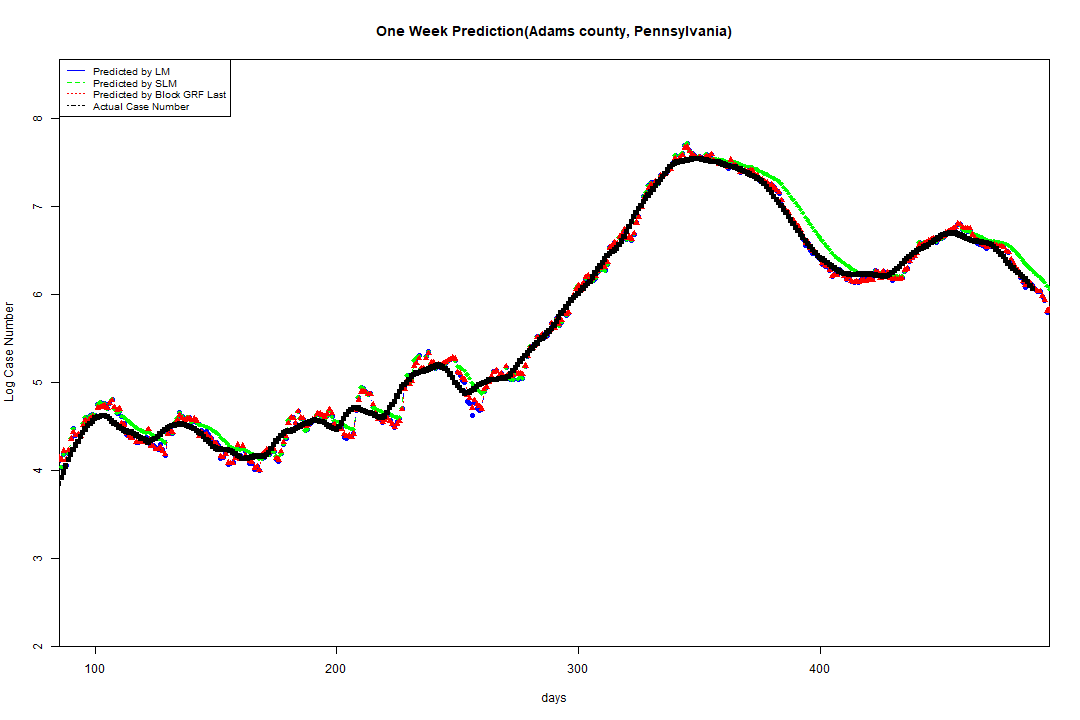 One Week Prediction(Adams county, Pennsylvania)
Predicted by LM
Predicted by SLM
Predicted by Block GRF Last
Actual Case Number
8
7
6
5
4
3
2
Log Case Number
100 200 300 400
days